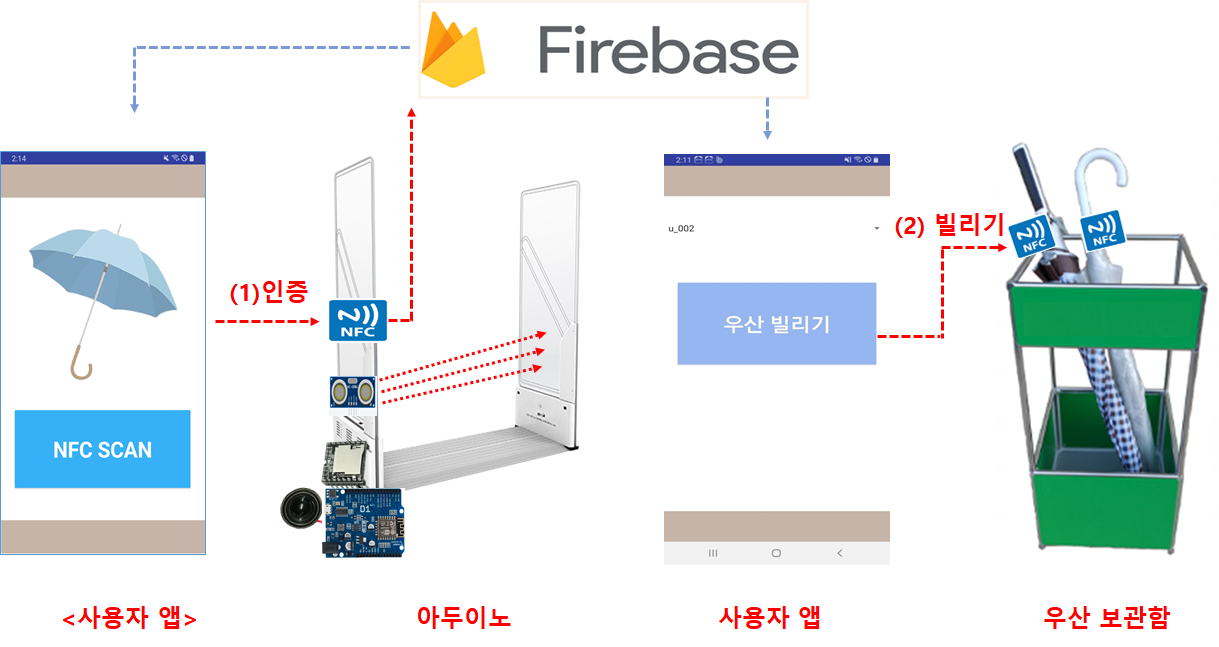 Firebase
2:14
NFC SCAN
(1)인증
NFC
D1
2:11
u_002
우산 빌리기
(2) 빌리기
NFC
NFC
<사용자 앱>
아두이노
사용자 앱
우산 보관함